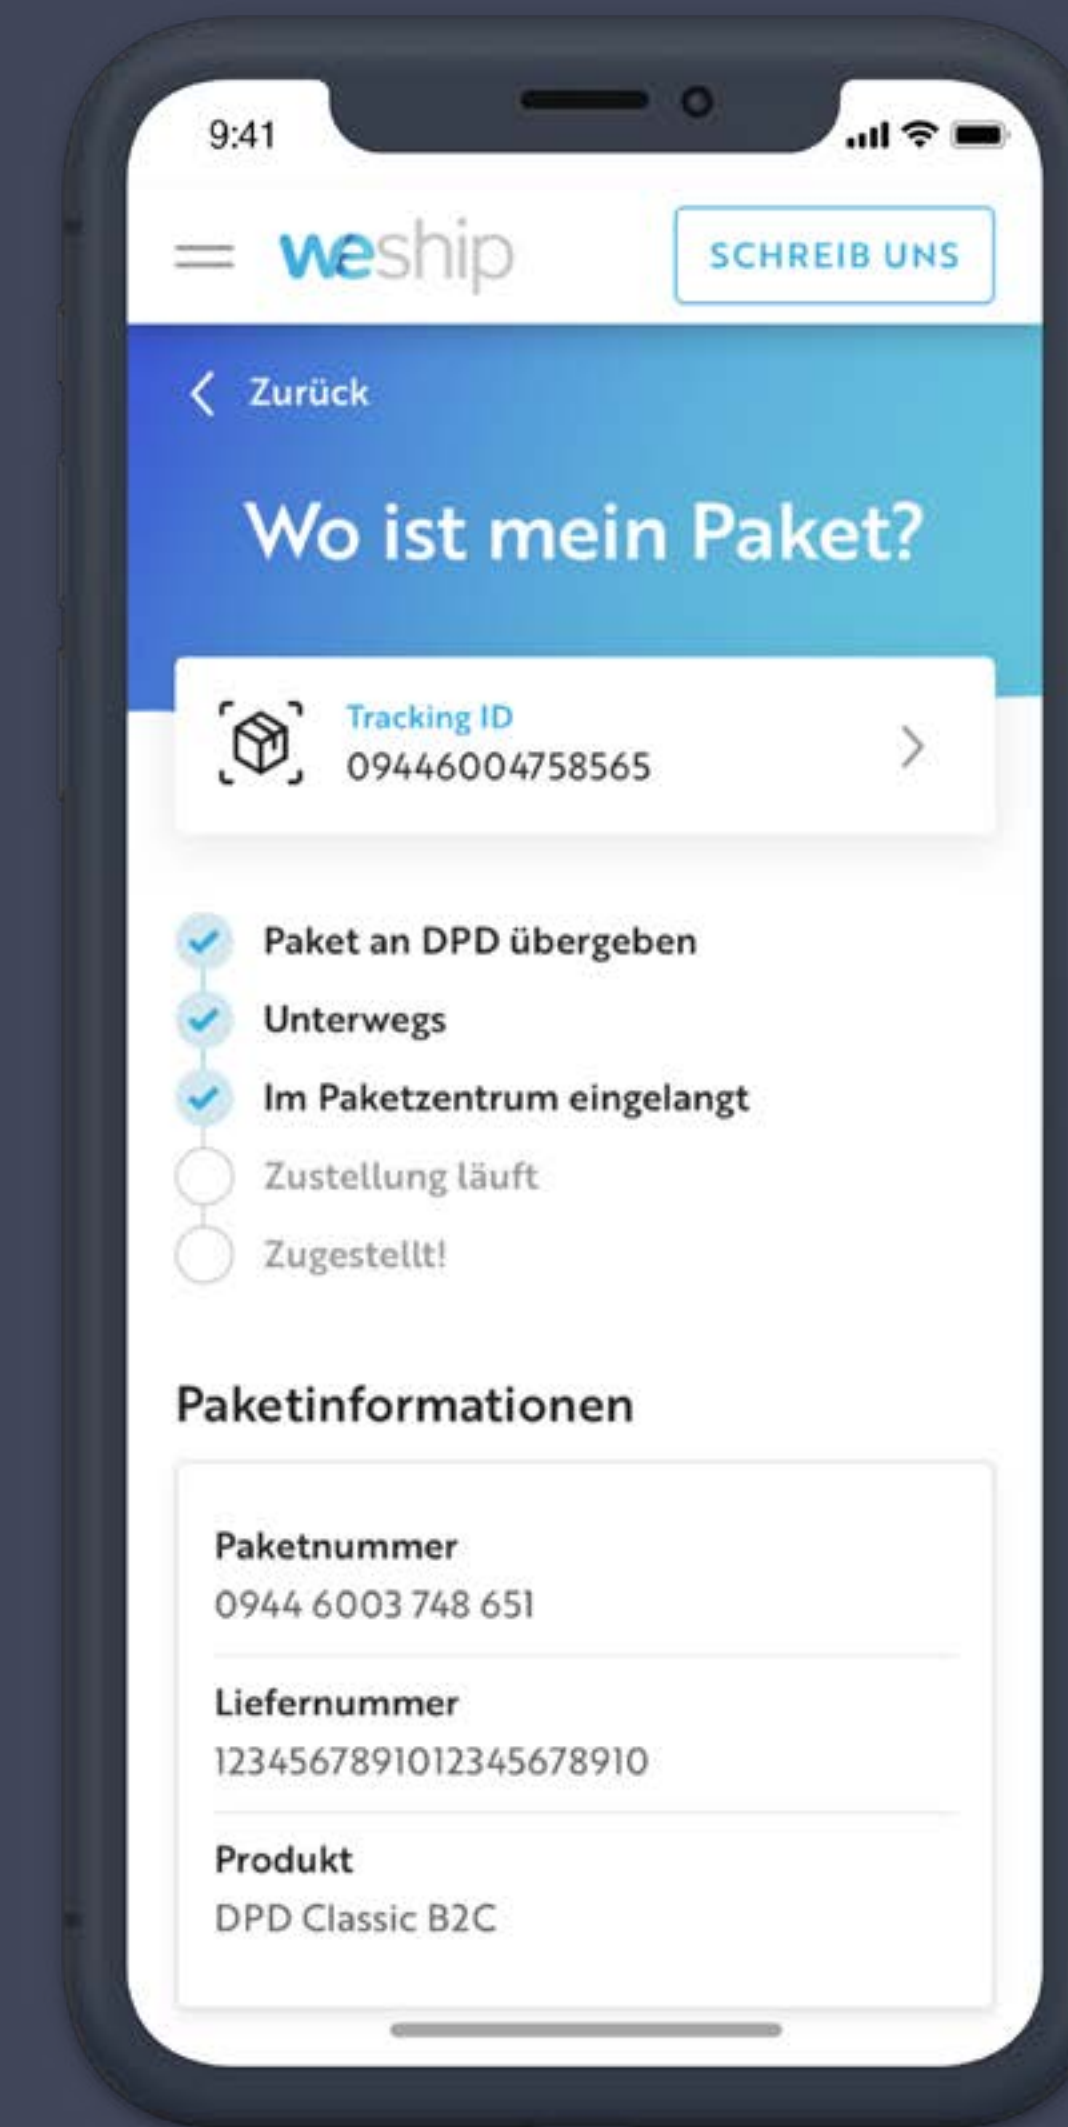 9:41
weship
SCHREIB UNS
Zurück
Wo ist mein Paket?
Tracking ID
09446004758565
Paket an DPD übergeben
Unterwegs
Im Paketzentrum eingelangt
Zustellung läuft
Zugestellt!
Paketinformationen
Paketnummer
0944 6003 748 651
Liefernummer
1234567891012345678910
Produkt
DPD Classic B2C